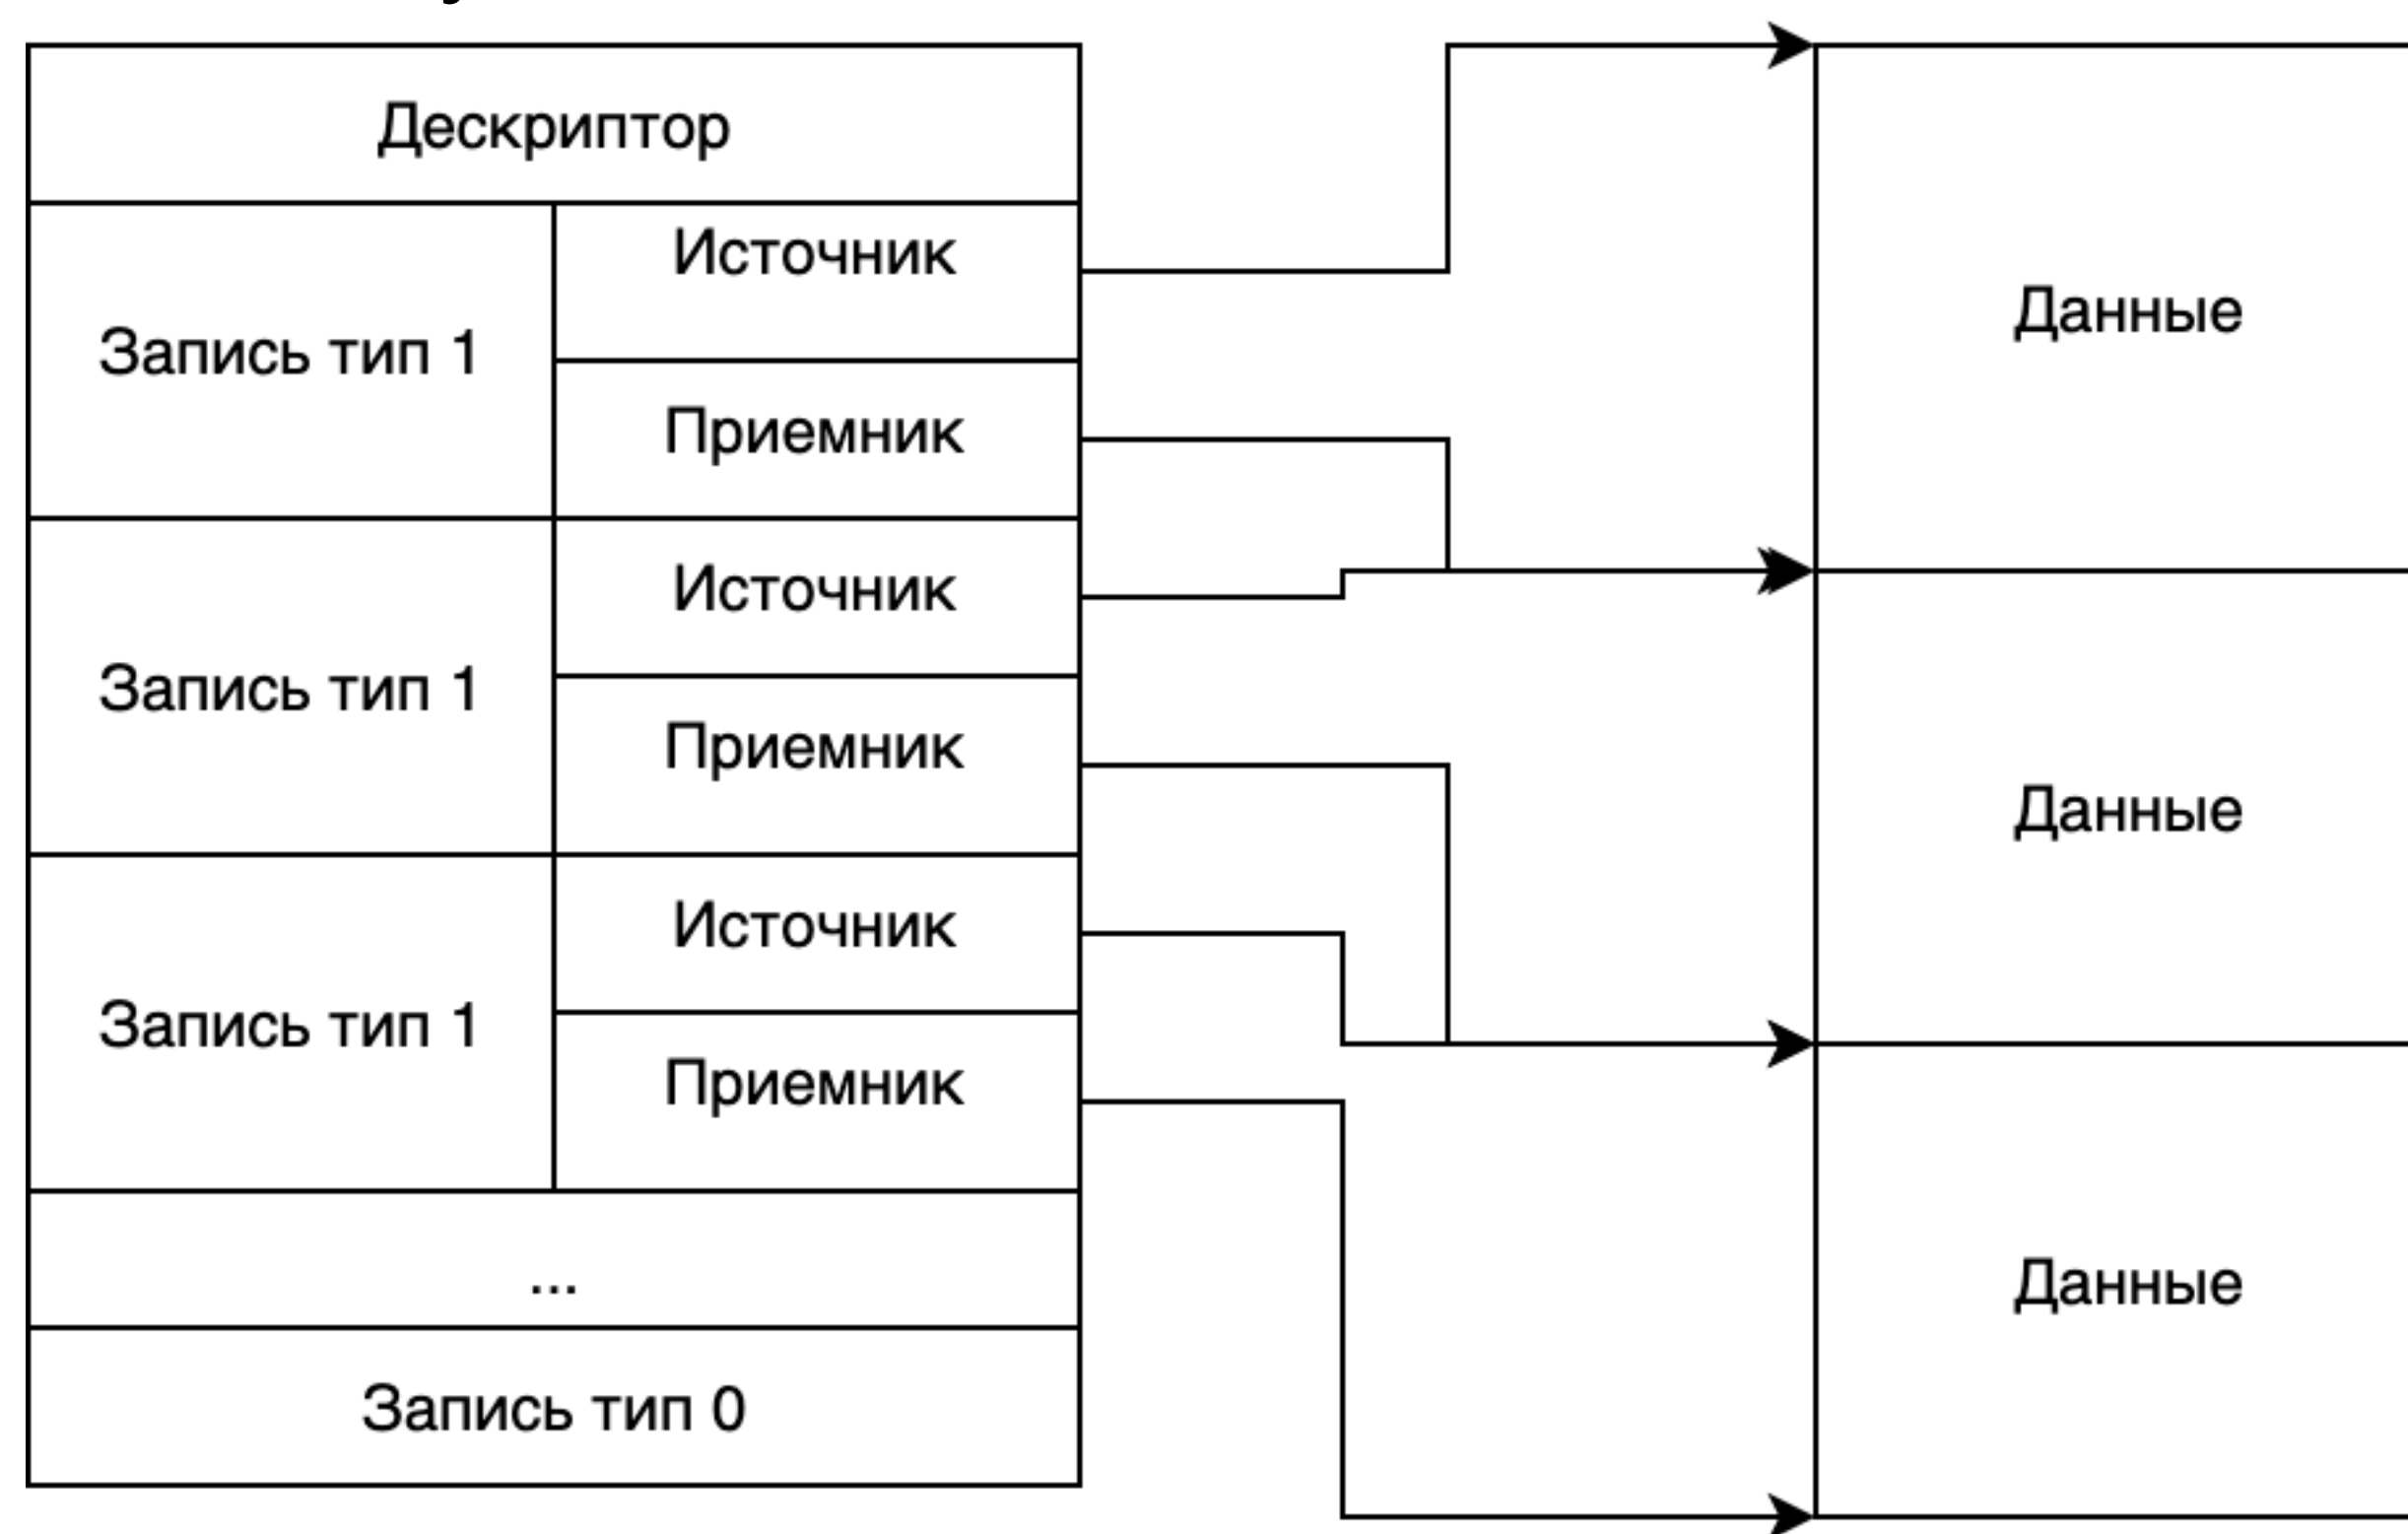 Дескриптор
Запись тип 1
Источник
Приемник
Запись тип 1
Источник
Приемник
Запись тип 1
Источник
Приемник
...
Запись тип 0
Данные
Данные
Данные